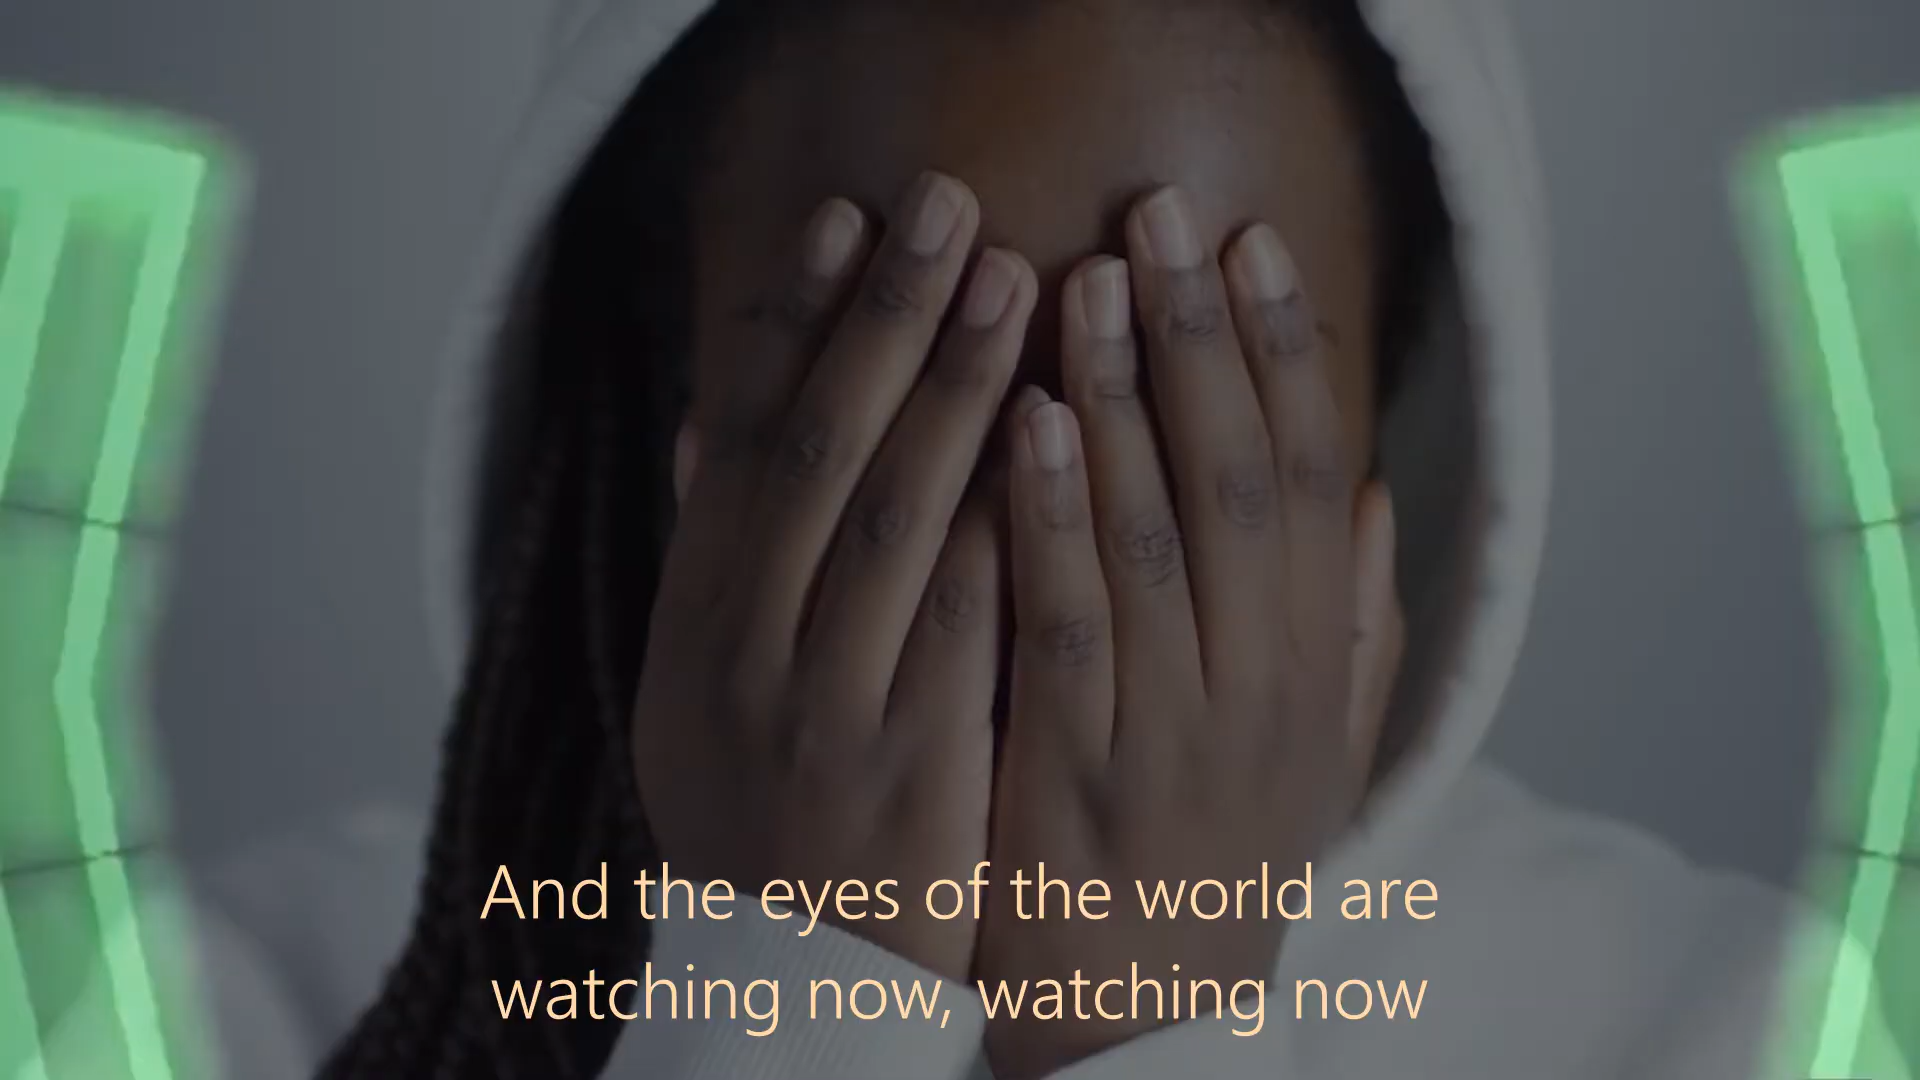 And the eyes of the world are
watching now, watching now